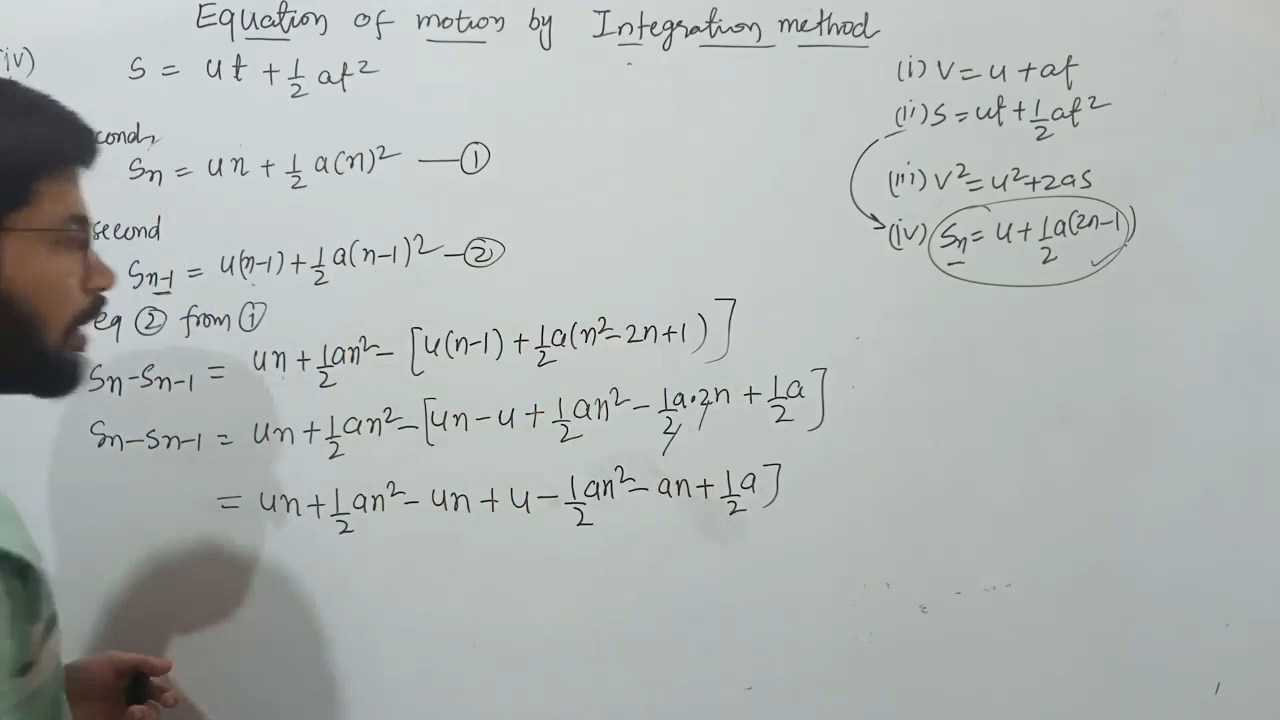 Equation of motion by Integration method
iv)
S = ut + 1/2 at²
cond,
Sn = un + 1/2 a(n)² — ①
second
Sn-1 = u(n-1) + 1/2 a(n-1)² — ②
eq ② from ①
Sn-Sn-1 = un + 1/2 an² - [u(n-1) + 1/2 a(n²-2n+1)]
Sn-Sn-1 = un + 1/2 an² - [un - u + 1/2 an² - 1/2 a·2n + 1/2 a]
= un + 1/2 an² - un + u - 1/2 an² - an + 1/2 a]
(i) V = u + at
(ii) S = ut + 1/2 at²
(iii) V² = u² + 2as
(iv) Sn = u + 1/2 a(2n-1)